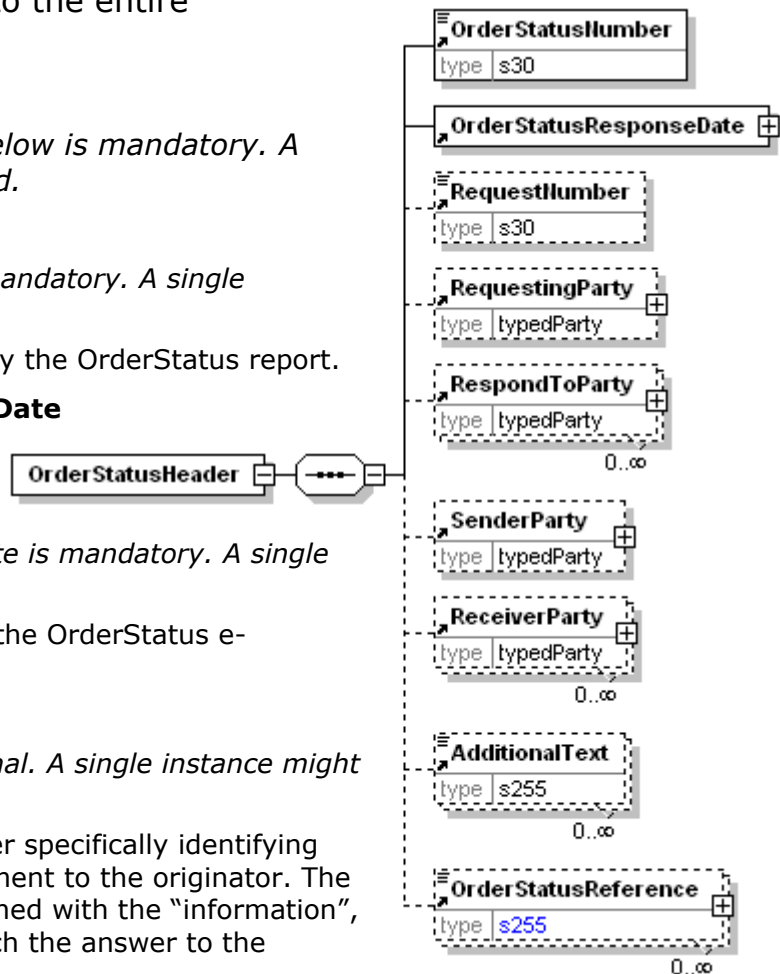 o the entire
elow is mandatory. A
d.
andatory. A single
y the OrderStatus report.
Date
OrderStatusHeader
te is mandatory. A single
the OrderStatus e-
nal. A single instance might
er specifically identifying
ment to the originator. The
ned with the “information”,
ch the answer to the
OrderStatusNumber
type s30
OrderStatusResponseDate
RequestNumber
type s30
RequestingParty
type typedParty
RespondToParty
type typedParty
0..∞
SenderParty
type typedParty
ReceiverParty
type typedParty
0..∞
AdditionalText
type s255
0..∞
OrderStatusReference
type s255
0..∞